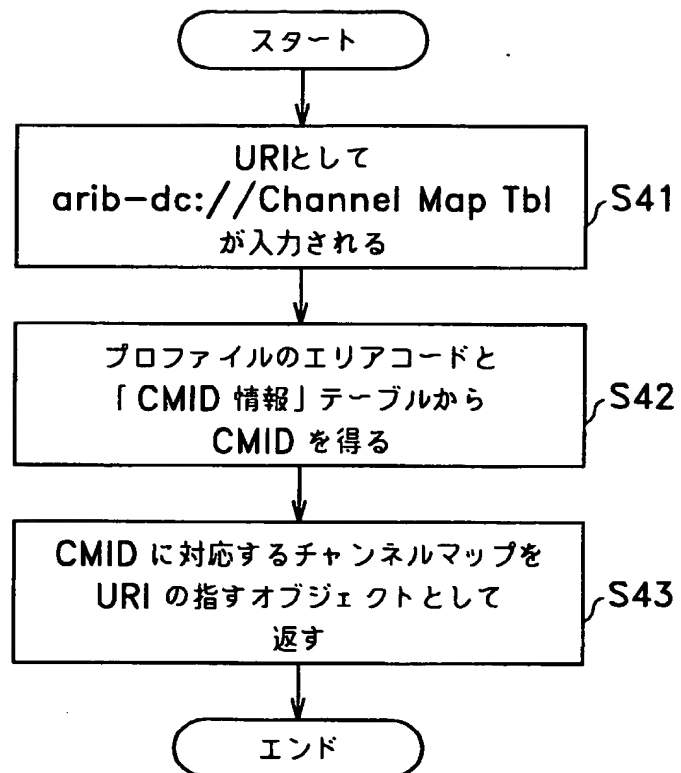 スタート
URIとして
arib-dc://Channel Map Tbl
が入力される
S41
プロファイルのエリアコードと
「CMID 情報」テーブルから
CMID を得る
S42
CMID に対応するチャンネルマップを
URI の指すオブジェクトとして
返す
S43
エンド